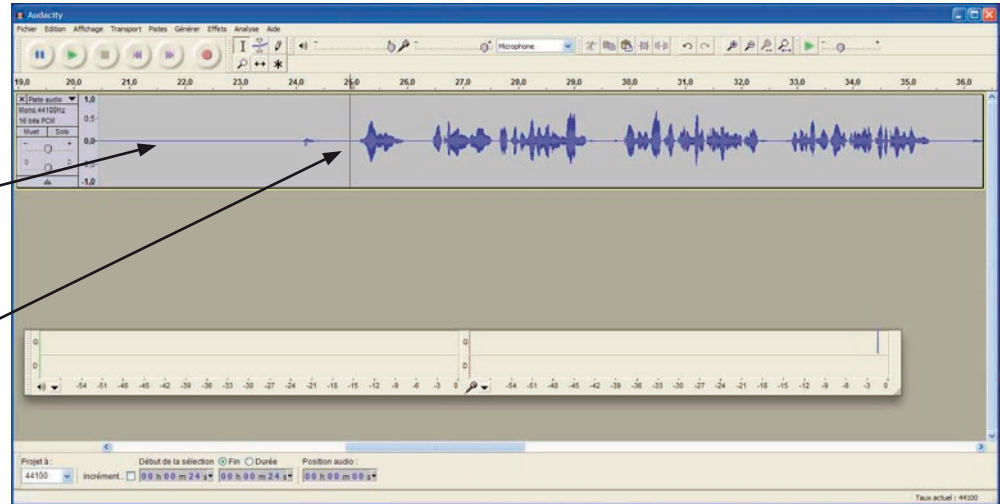 Audacity
Fichier Edition Affichage Transport Pistes Générer Effets Analyse Aide
Microphone
19,0 20,0 21,0 22,0 23,0 24,0 25,0 26,0 27,0 28,0 29,0 30,0 31,0 32,0 33,0 34,0 35,0 36,0
Piste audio 1,0
Mono,44100Hz
16 bits PCM 0,5
Muet Solo
0,0
-1,0
G G
D D
-54 -51 -48 -45 -42 -39 -36 -33 -30 -27 -24 -21 -18 -15 -12 -9 -6 -3 0 -54 -51 -48 -45 -42 -39 -36 -33 -30 -27 -24 -21 -18 -15 -12 -9 -6 -3 0
Projet à : Début de la sélection Fin Durée Position audio :
44100 Incrément.. 00 h 00 m 24 s 00 h 00 m 24 s 00 h 00 m 00 s
Taux actuel : 44100